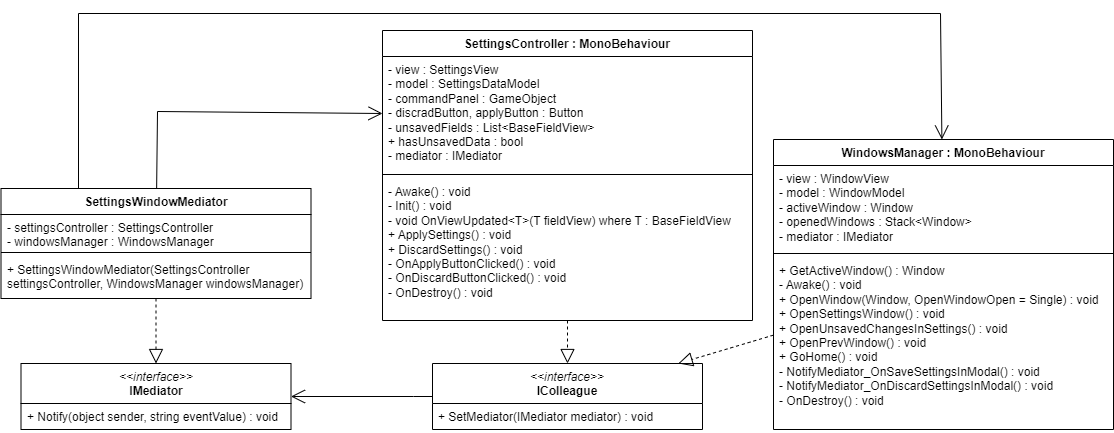 SettingsController : MonoBehaviour
- view : SettingsView
- model : SettingsDataModel
- commandPanel : GameObject
- discradButton, applyButton : Button
- unsavedFields : List<BaseFieldView>
+ hasUnsavedData : bool
- mediator : IMediator
- Awake() : void
- Init() : void
- void OnViewUpdated<T>(T fieldView) where T : BaseFieldView
+ ApplySettings() : void
+ DiscardSettings() : void
- OnApplyButtonClicked() : void
- OnDiscardButtonClicked() : void
- OnDestroy() : void
WindowsManager : MonoBehaviour
- view : WindowView
- model : WindowModel
- activeWindow : Window
- openedWindows : Stack<Window>
- mediator : IMediator
+ GetActiveWindow() : Window
- Awake() : void
+ OpenWindow(Window, OpenWindowOpen = Single) : void
+ OpenSettingsWindow() : void
+ OpenUnsavedChangesInSettings() : void
+ OpenPrevWindow() : void
+ GoHome() : void
- NotifyMediator_OnSaveSettingsInModal() : void
- NotifyMediator_OnDiscardSettingsInModal() : void
- OnDestroy() : void
SettingsWindowMediator
- settingsController : SettingsController
- windowsManager : WindowsManager
+ SettingsWindowMediator(SettingsController
settingsController, WindowsManager windowsManager)
<<interface>>
IMediator
+ Notify(object sender, string eventValue) : void
<<interface>>
IColleague
+ SetMediator(IMediator mediator) : void